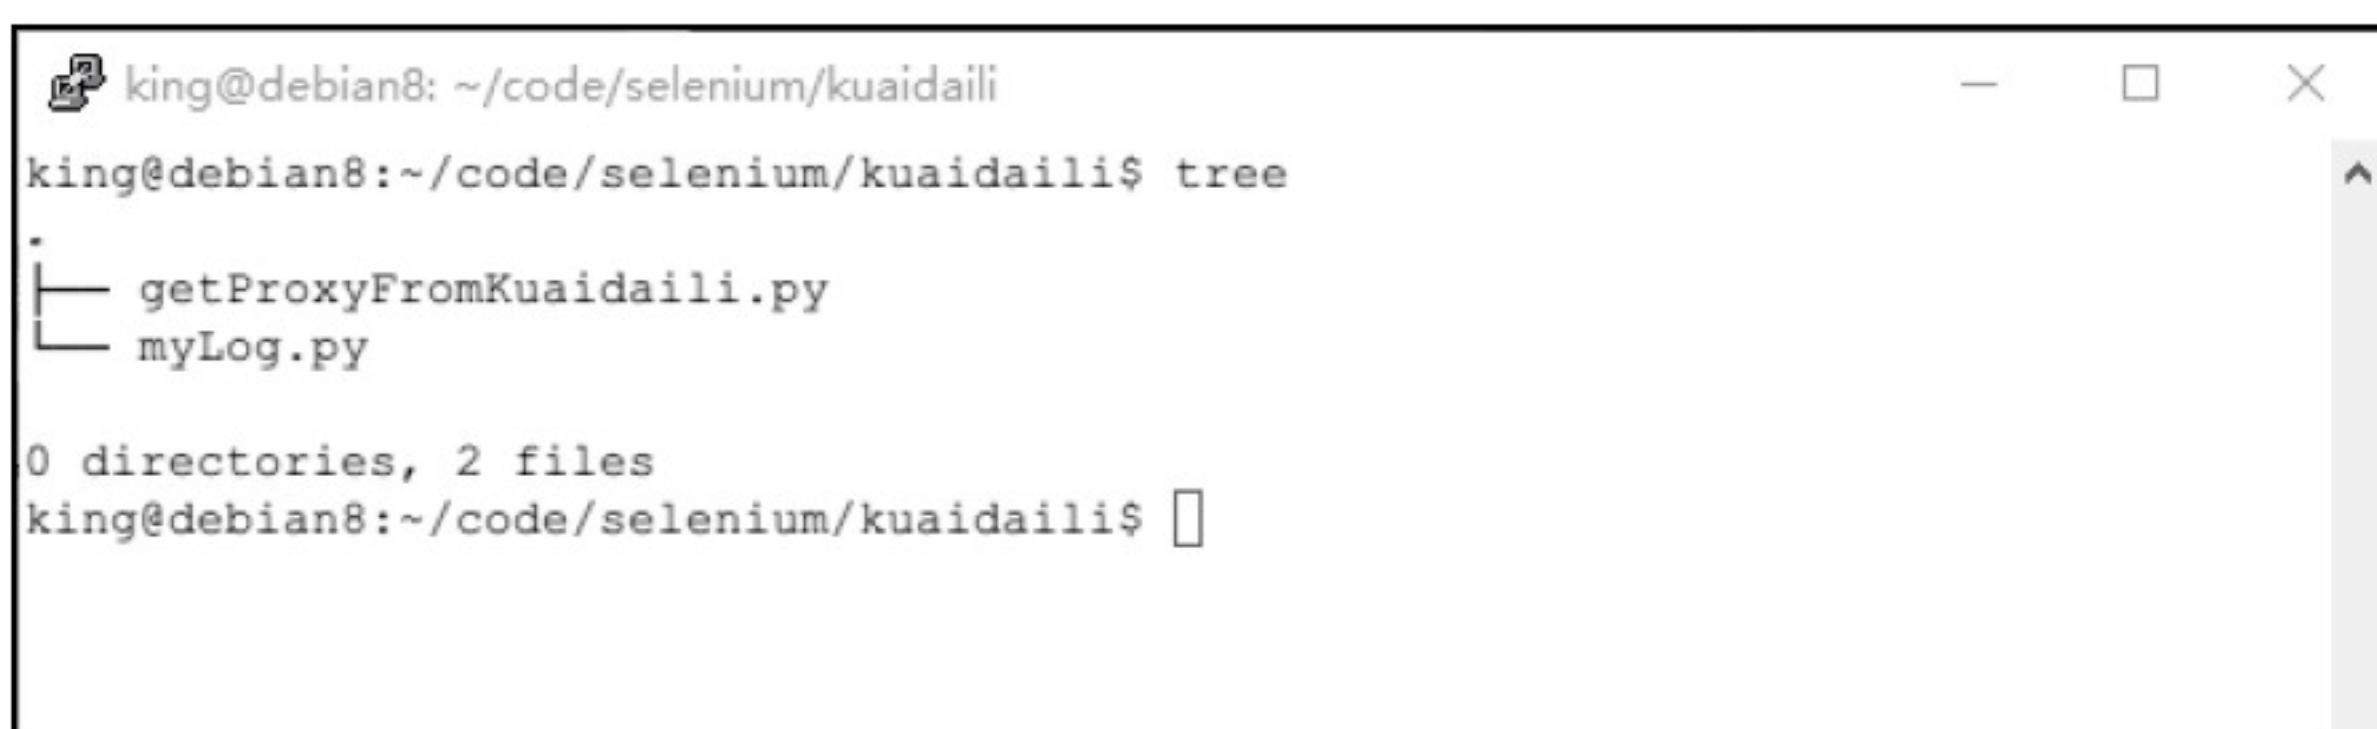 king@debian8: ~/code/selenium/kuaidaili
king@debian8:~/code/selenium/kuaidaili$ tree
.
├── getProxyFromKuaidaili.py
└── myLog.py
0 directories, 2 files
king@debian8:~/code/selenium/kuaidaili$